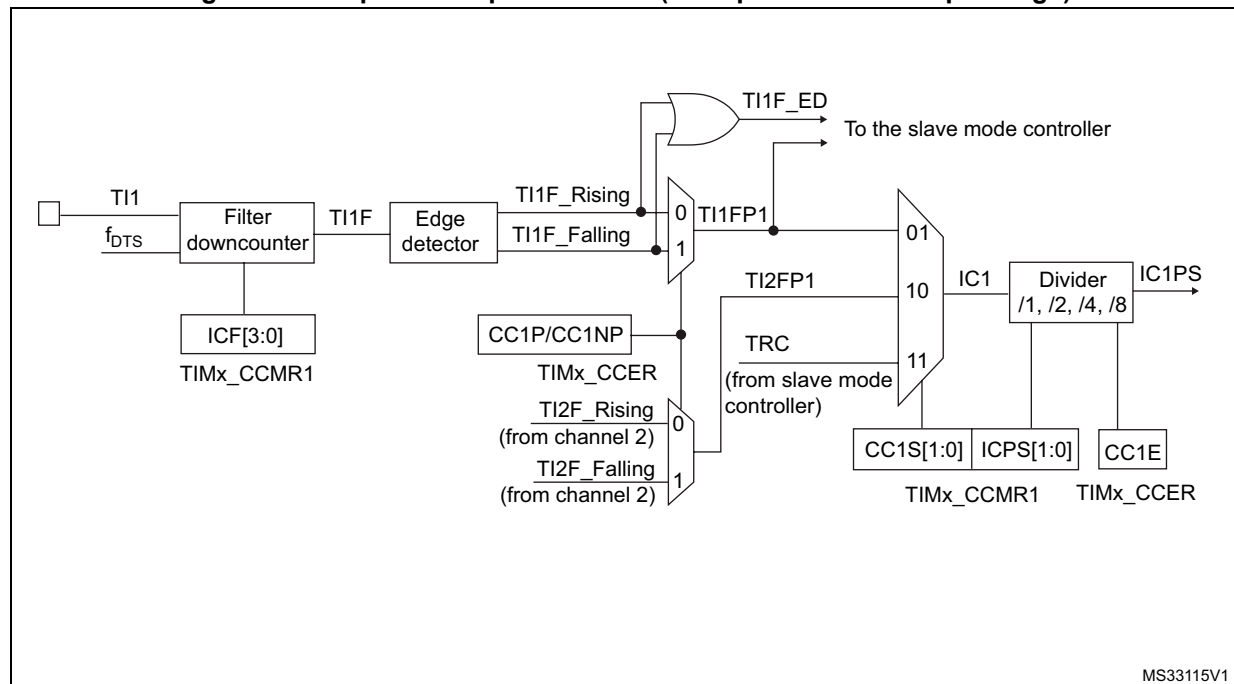 TI1F_ED
To the slave mode controller
TI1
f_DTS
Filter
downcounter
TI1F
Edge
detector
TI1F_Rising
TI1F_Falling
0
1
TI1FP1
TI2FP1
TRC
(from slave mode
controller)
01
10
11
IC1
Divider
/1, /2, /4, /8
IC1PS
ICF[3:0]
TIMx_CCMR1
CC1P/CC1NP
TIMx_CCER
TI2F_Rising
(from channel 2)
TI2F_Falling
(from channel 2)
0
1
CC1S[1:0]
ICPS[1:0]
TIMx_CCMR1
CC1E
TIMx_CCER
MS33115V1